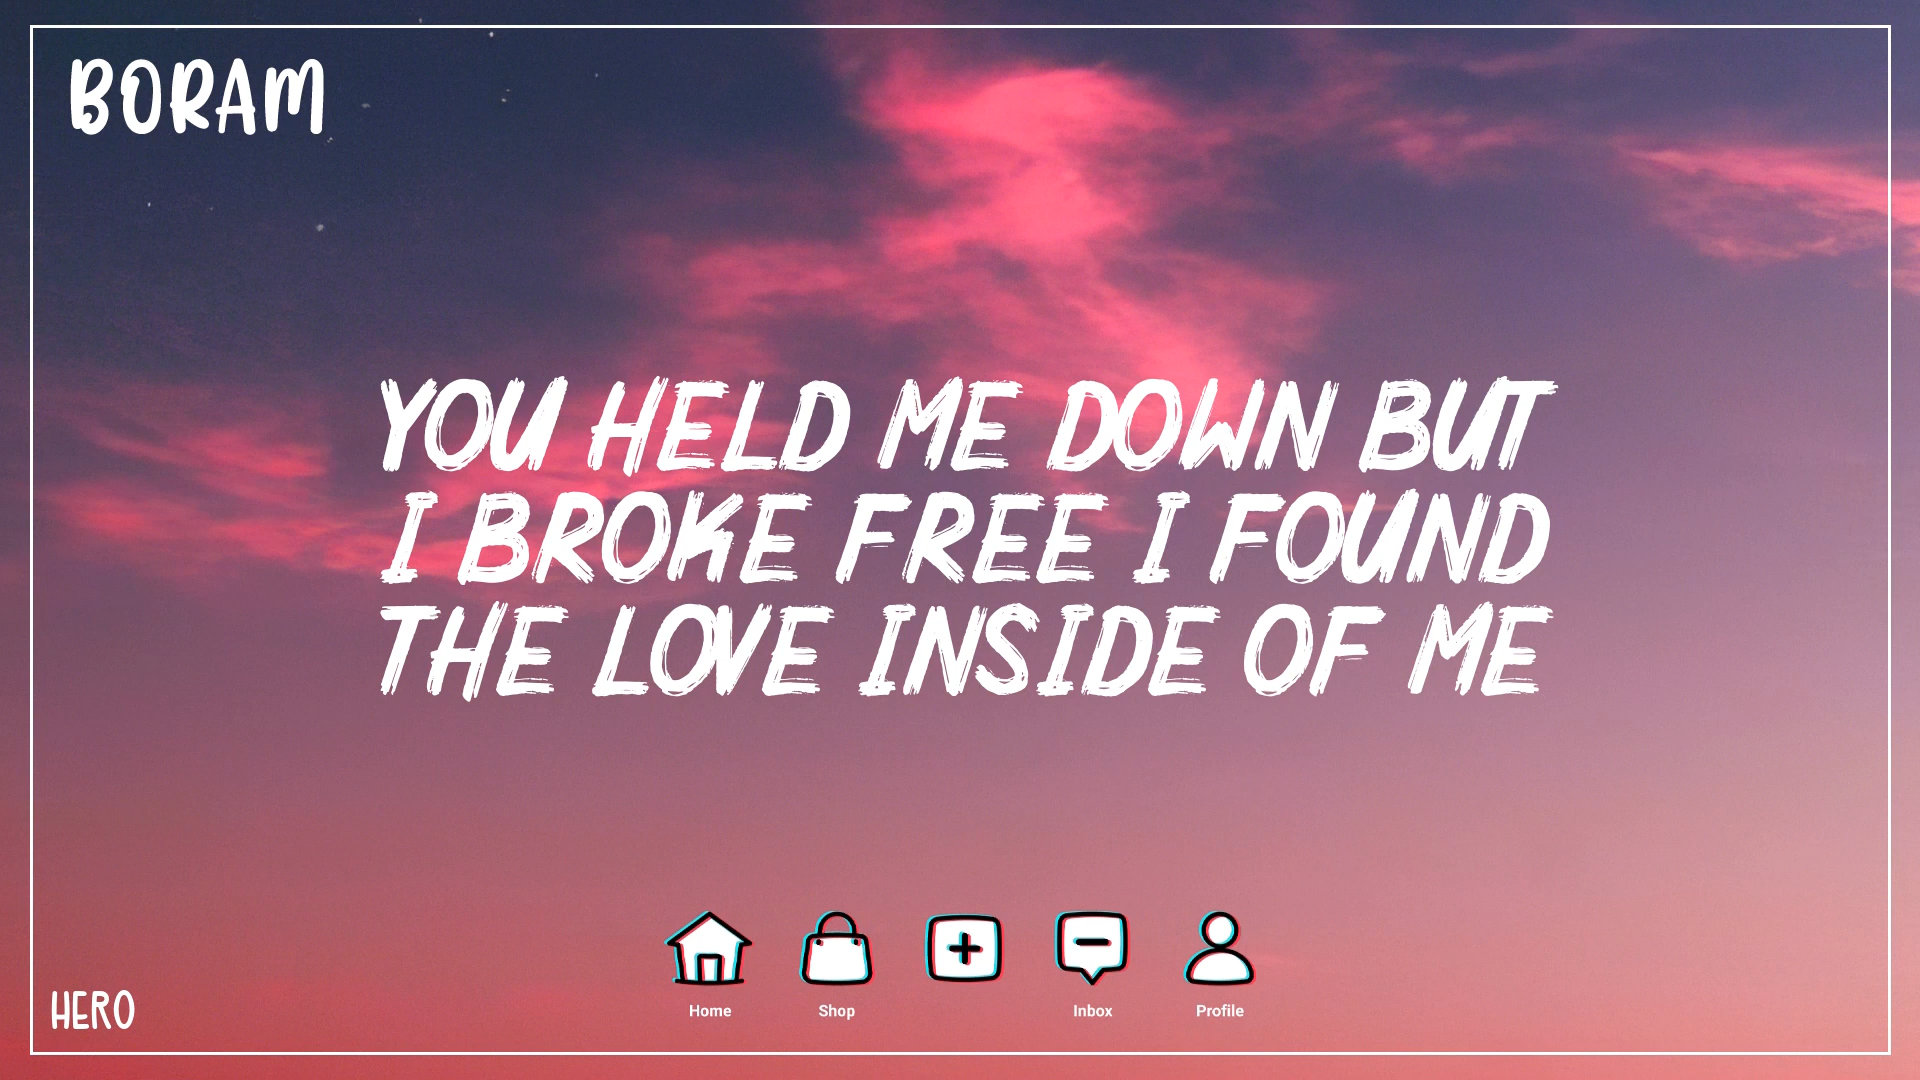 BORAM
YOU HELD ME DOWN BUT
I BROKE FREE I FOUND
THE LOVE INSIDE OF ME
Home
Shop
Inbox
Profile
HERO